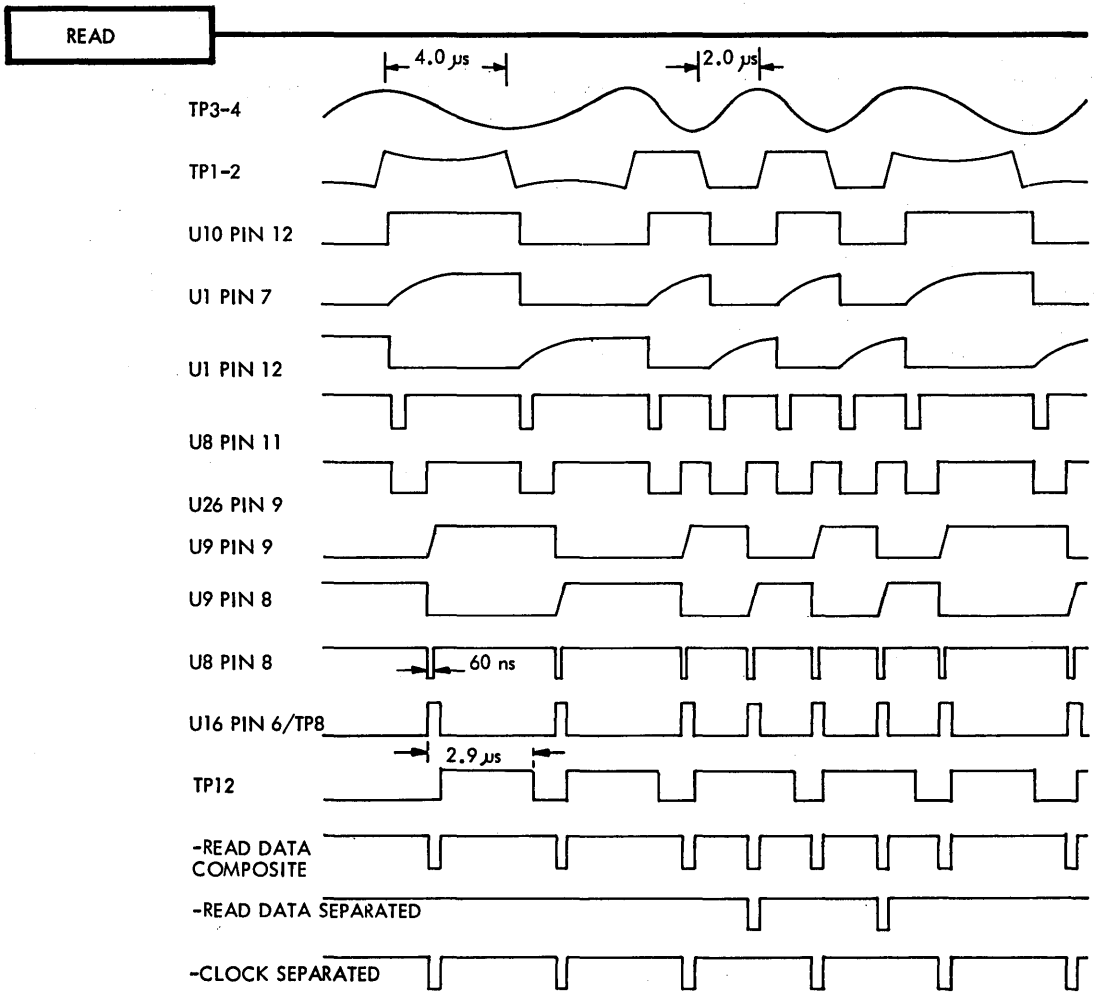 READ
4.0 µs
2.0 µs
TP3-4
TP1-2
U10 PIN 12
U1 PIN 7
U1 PIN 12
U8 PIN 11
U26 PIN 9
U9 PIN 9
U9 PIN 8
U8 PIN 8
60 ns
U16 PIN 6/TP8
2.9 µs
TP12
-READ DATA
COMPOSITE
-READ DATA SEPARATED
-CLOCK SEPARATED